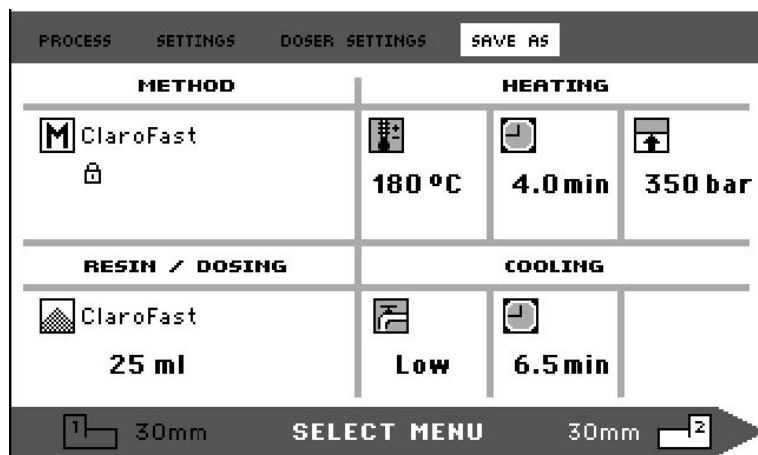 PROCESS SETTINGS DOSER SETTINGS SAVE AS
METHOD HEATING
M ClaroFast
180 ºC 4.0 min 350 bar
RESIN / DOSING COOLING
ClaroFast
25 ml Low 6.5 min
1 30mm SELECT MENU 30mm 2